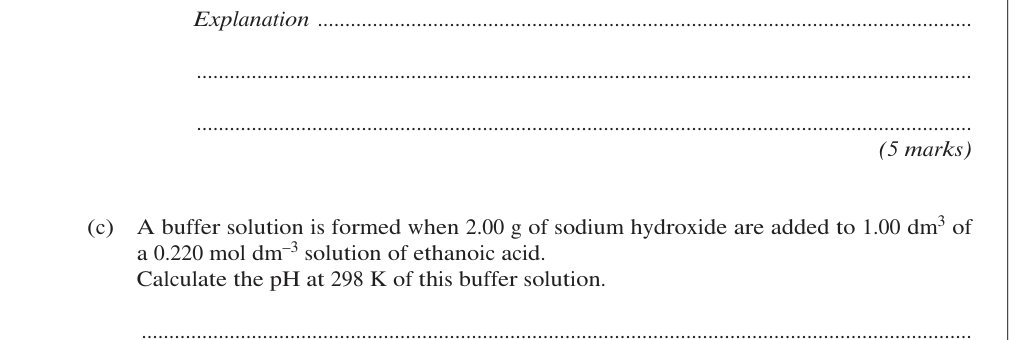 Explanation ..............................................................................................................
..............................................................................................................
..............................................................................................................
(5 marks)
(c) A buffer solution is formed when 2.00 g of sodium hydroxide are added to 1.00 dm³ of
a 0.220 mol dm⁻³ solution of ethanoic acid.
Calculate the pH at 298 K of this buffer solution.
..............................................................................................................